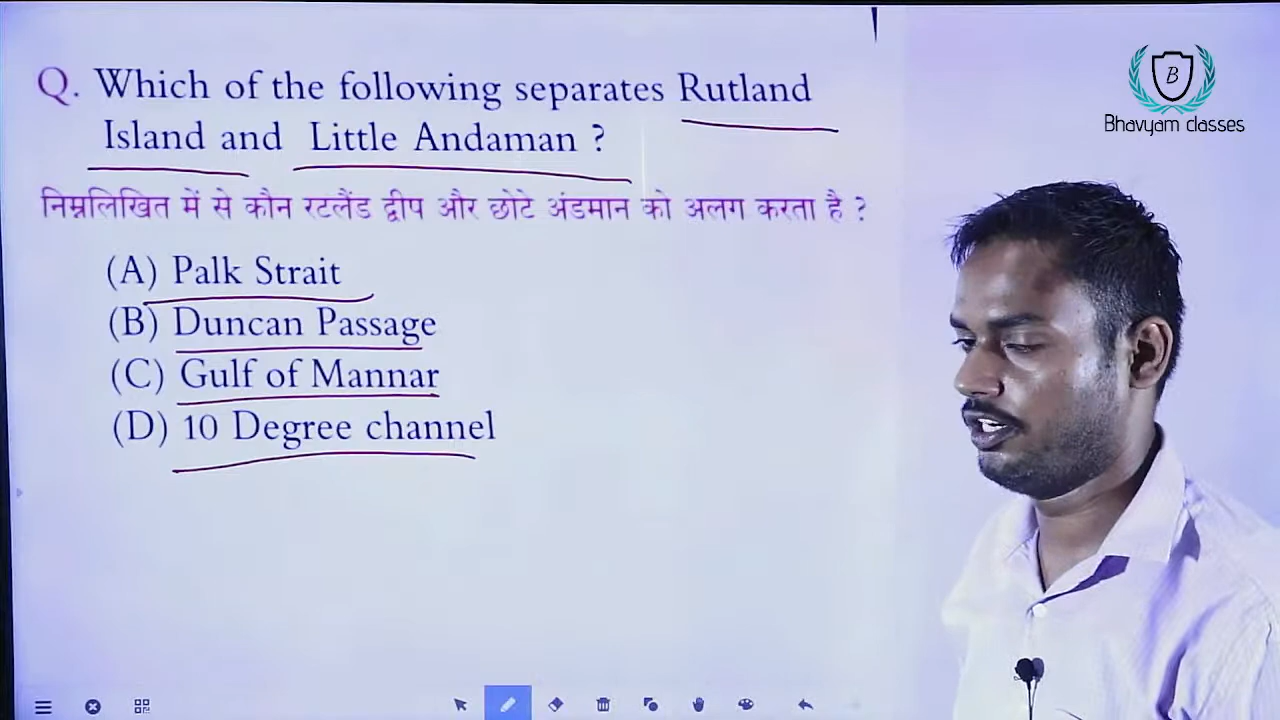 B
Bhavyam classes
Q. Which of the following separates Rutland
Island and Little Andaman ?
निम्नलिखित में से कौन रटलैंड द्वीप और छोटे अंडमान को अलग करता है ?
(A) Palk Strait
(B) Duncan Passage
(C) Gulf of Mannar
(D) 10 Degree channel